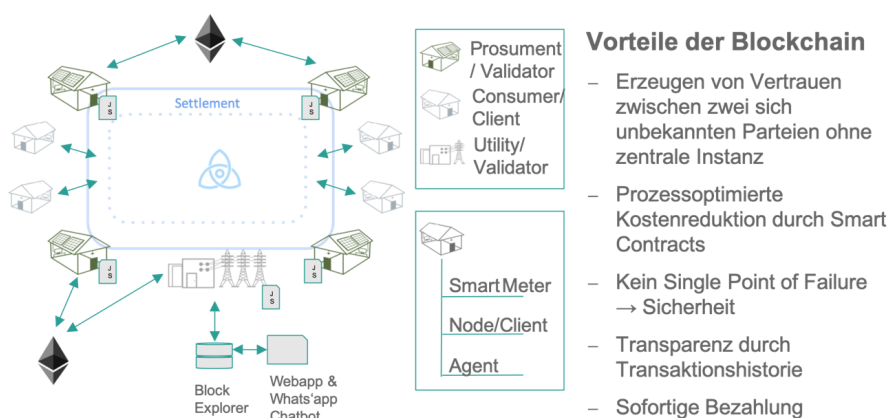 Settlement
J
S
J
S
J
S
J
S
J
S
Block
Explorer
Webapp &
Whats'app
Chatbot
Prosument
/ Validator
Consumer/
Client
Utility/
Validator
Smart Meter
Node/Client
Agent
Vorteile der Blockchain
– Erzeugen von Vertrauen
zwischen zwei sich
unbekannten Parteien ohne
zentrale Instanz
– Prozessoptimierte
Kostenreduktion durch Smart
Contracts
– Kein Single Point of Failure
→ Sicherheit
– Transparenz durch
Transaktionshistorie
– Sofortige Bezahlung